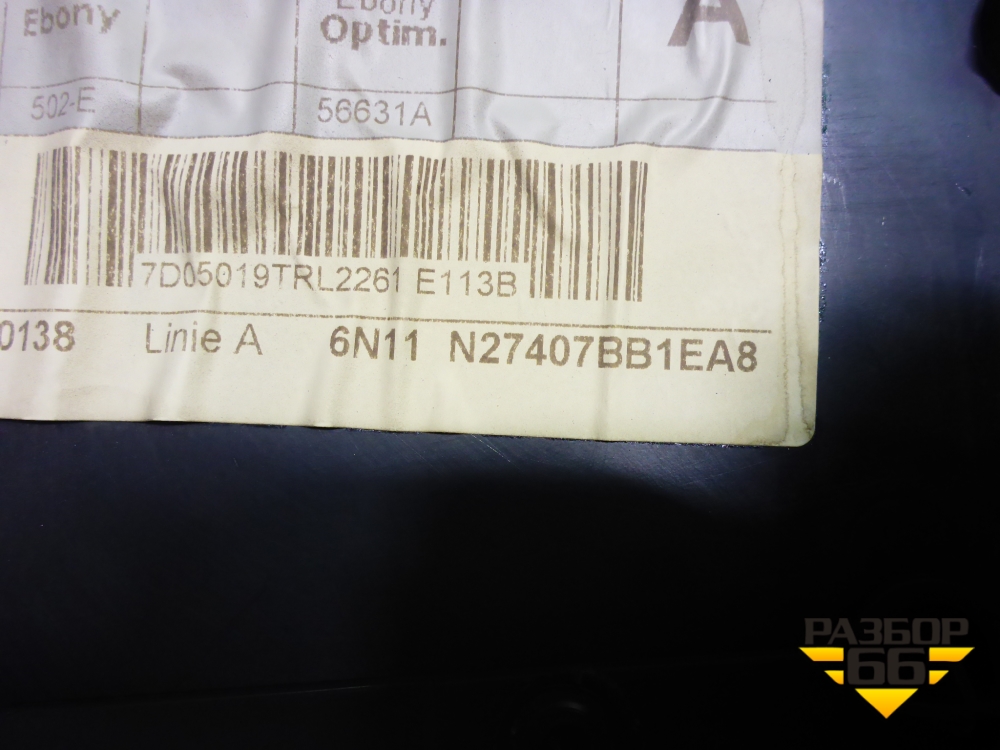 Ebony
Ebony
Optim.
A
502-E
56631A
7D05019TRL2261 E113B
0138 Linie A 6N11 N27407BB1EA8
РАЗБОР
66